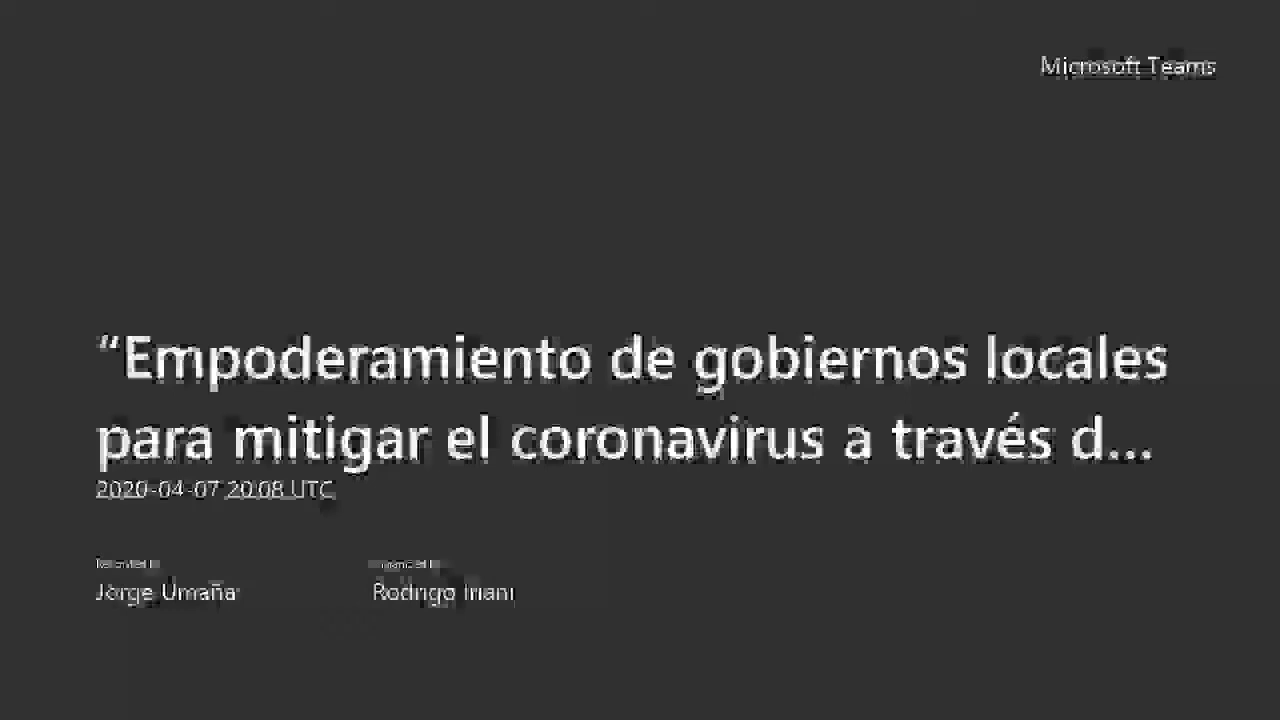 Microsoft Teams
“Empoderamiento de gobiernos locales
para mitigar el coronavirus a través d...
2020-04-07 20:08 UTC
Jorge Umaña
Rodrigo